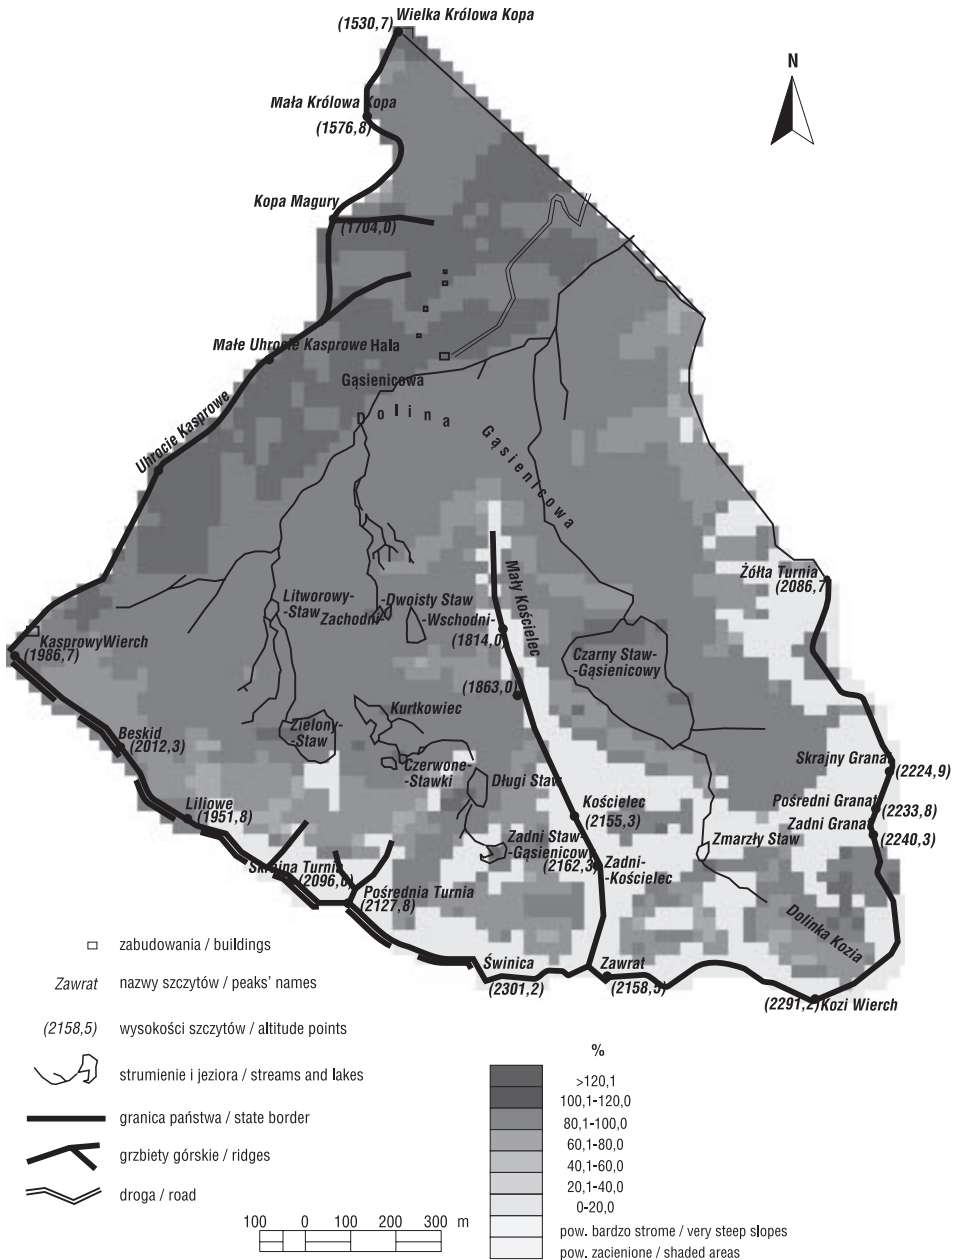 Wielka Królowa Kopa
(1530,7)
N
Mała Królowa Kopa
(1576,8)
Kopa Magury
(1704,0)
Małe Uhrocie Kasprowe
Hala
Gąsienicowa
Dolina
Gąsienicowa
Uhrocie Kasprowe
Mały Kościelec
Żółta Turnia
(2086,7)
Litworowy-
-Staw
Zachodni-
-Dwoisty Staw
-Wschodni-
(1814,0)
Kasprowy Wierch
(1986,7)
Czarny Staw-
-Gąsienicowy
(1863,0)
Kurtkowiec
Zielony-
-Staw
Beskid
(2012,3)
Czerwone-
-Stawki
Długi Staw
Skrajny Granat
(2224,9)
Liliowe
(1951,8)
Kościelec
(2155,3)
Pośredni Granat
(2233,8)
Zadni Granat
(2240,3)
Zadni Staw-
-Gąsienicowy
Zmarzły Staw
(2162,3)
Zadni-
-Kościelec
Skrajna Turnia
(2096,0)
Pośrednia Turnia
(2127,8)
Dolinka Kozia
Świnica
(2301,2)
Zawrat
(2158,5)
(2291,2)
Kozi Wierch
zabudowania / buildings
Zawrat nazwy szczytów / peaks' names
(2158,5) wysokości szczytów / altitude points
strumienie i jeziora / streams and lakes
granica państwa / state border
grzbiety górskie / ridges
droga / road
100 0 100 200 300 m
%
>120,1
100,1-120,0
80,1-100,0
60,1-80,0
40,1-60,0
20,1-40,0
0-20,0
pow. bardzo strome / very steep slopes
pow. zacienione / shaded areas